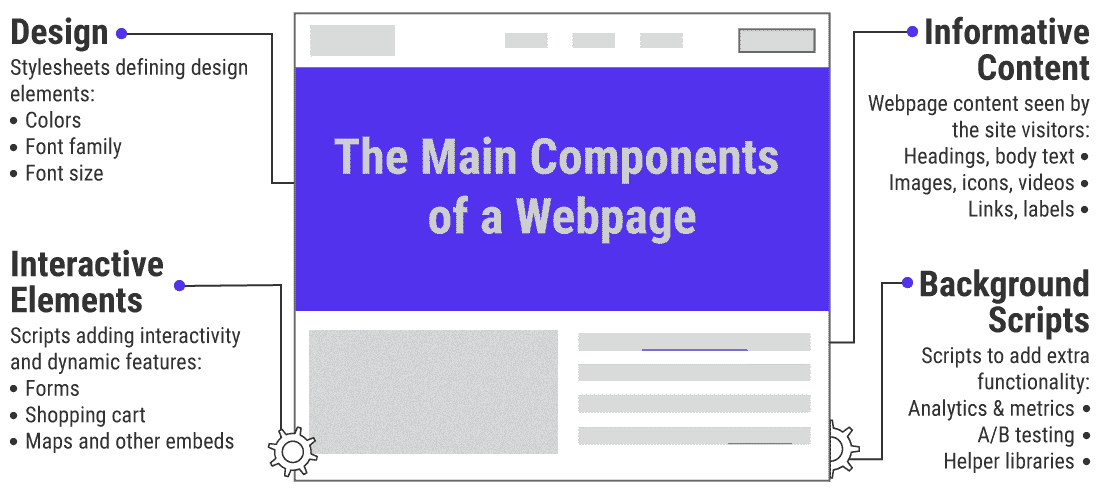 Design
Stylesheets defining design
elements:
• Colors
• Font family
• Font size
Interactive
Elements
Scripts adding interactivity
and dynamic features:
• Forms
• Shopping cart
• Maps and other embeds
The Main Components
of a Webpage
Informative
Content
Webpage content seen by
the site visitors:
Headings, body text •
Images, icons, videos •
Links, labels •
Background
Scripts
Scripts to add extra
functionality:
Analytics & metrics •
A/B testing •
Helper libraries •